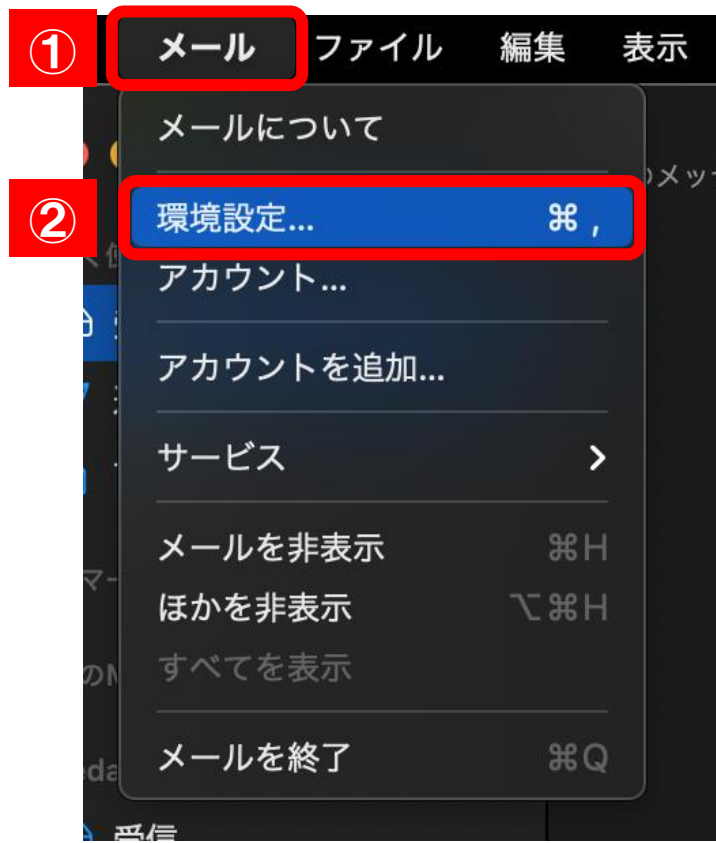 ① メール ファイル 編集 表示
メールについて
② 環境設定... ⌘ ,
アカウント...
アカウントを追加...
サービス
メールを非表示 ⌘H
ほかを非表示 ⌥⌘H
すべてを表示
メールを終了 ⌘Q
受信